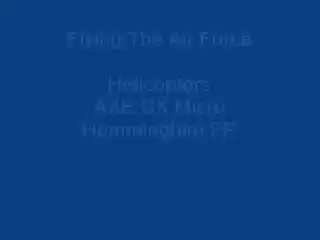 Flying The Air Force
Helicopters
Micro
Hummingbird FP